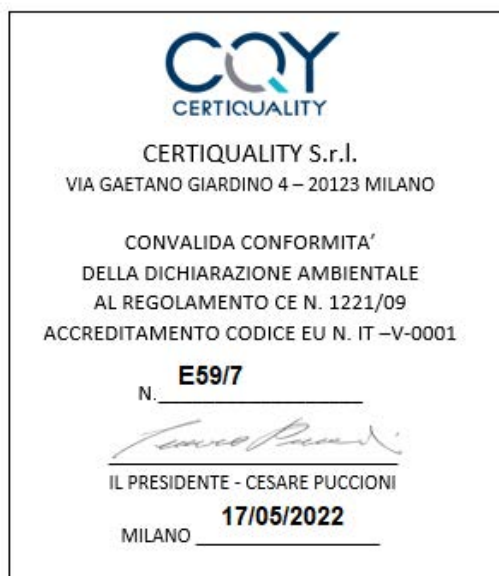 CQY
CERTIQUALITY
CERTIQUALITY S.r.l.
VIA GAETANO GIARDINO 4 – 20123 MILANO
CONVALIDA CONFORMITA’
DELLA DICHIARAZIONE AMBIENTALE
AL REGOLAMENTO CE N. 1221/09
ACCREDITAMENTO CODICE EU N. IT –V-0001
N. E59/7
IL PRESIDENTE - CESARE PUCCIONI
MILANO 17/05/2022